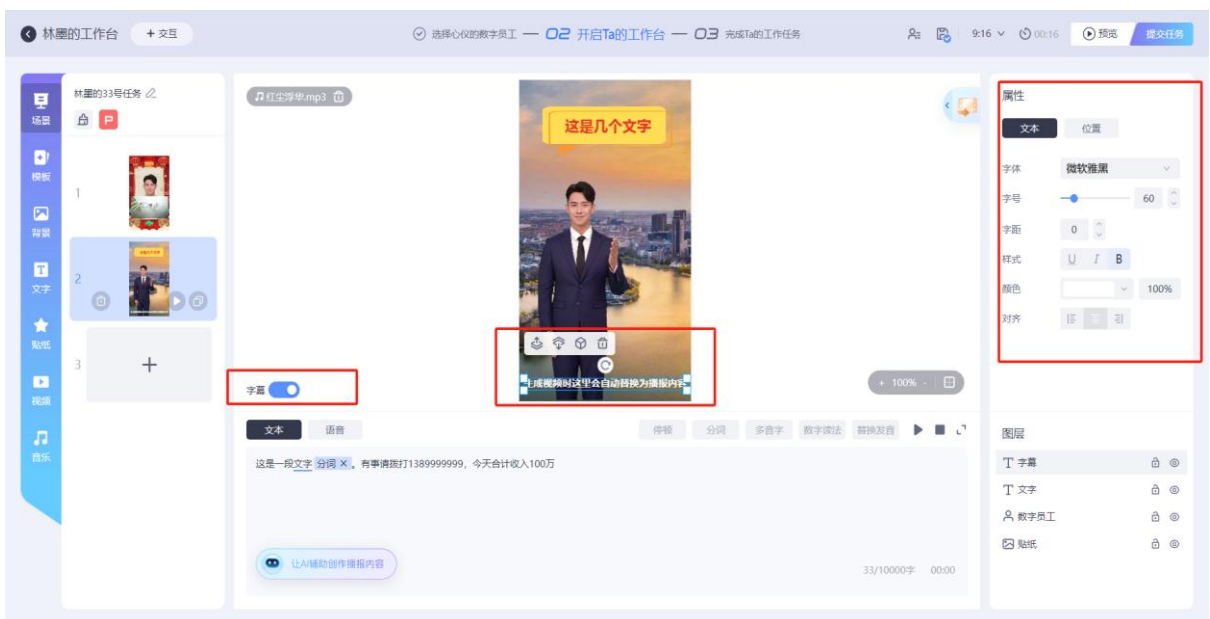 林墨的工作台 + 交互 选择心仪的数字员工 — 02 开启Ta的工作台 — 03 完成Ta的工作任务 9:16 00:16 预览 提交任务
场景
模板
背景
文字
贴纸
视频
音乐
林墨的33号任务
P
1
2
3
+
红尘浮华.mp3
这是几个文字
生成视频时这里会自动替换为播报内容
字幕
+ 100% -
文本 语音 停顿 分词 多音字 数字读法 替换发音
这是一段文字 分词 ×, 有事请拨打1389999999, 今天合计收入100万
让AI辅助创作播报内容
33/10000字 00:00
属性
文本 位置
字体 微软雅黑
字号 60
字距 0
样式 U I B
颜色 100%
对齐
图层
T 字幕
T 文字
数字员工
贴纸